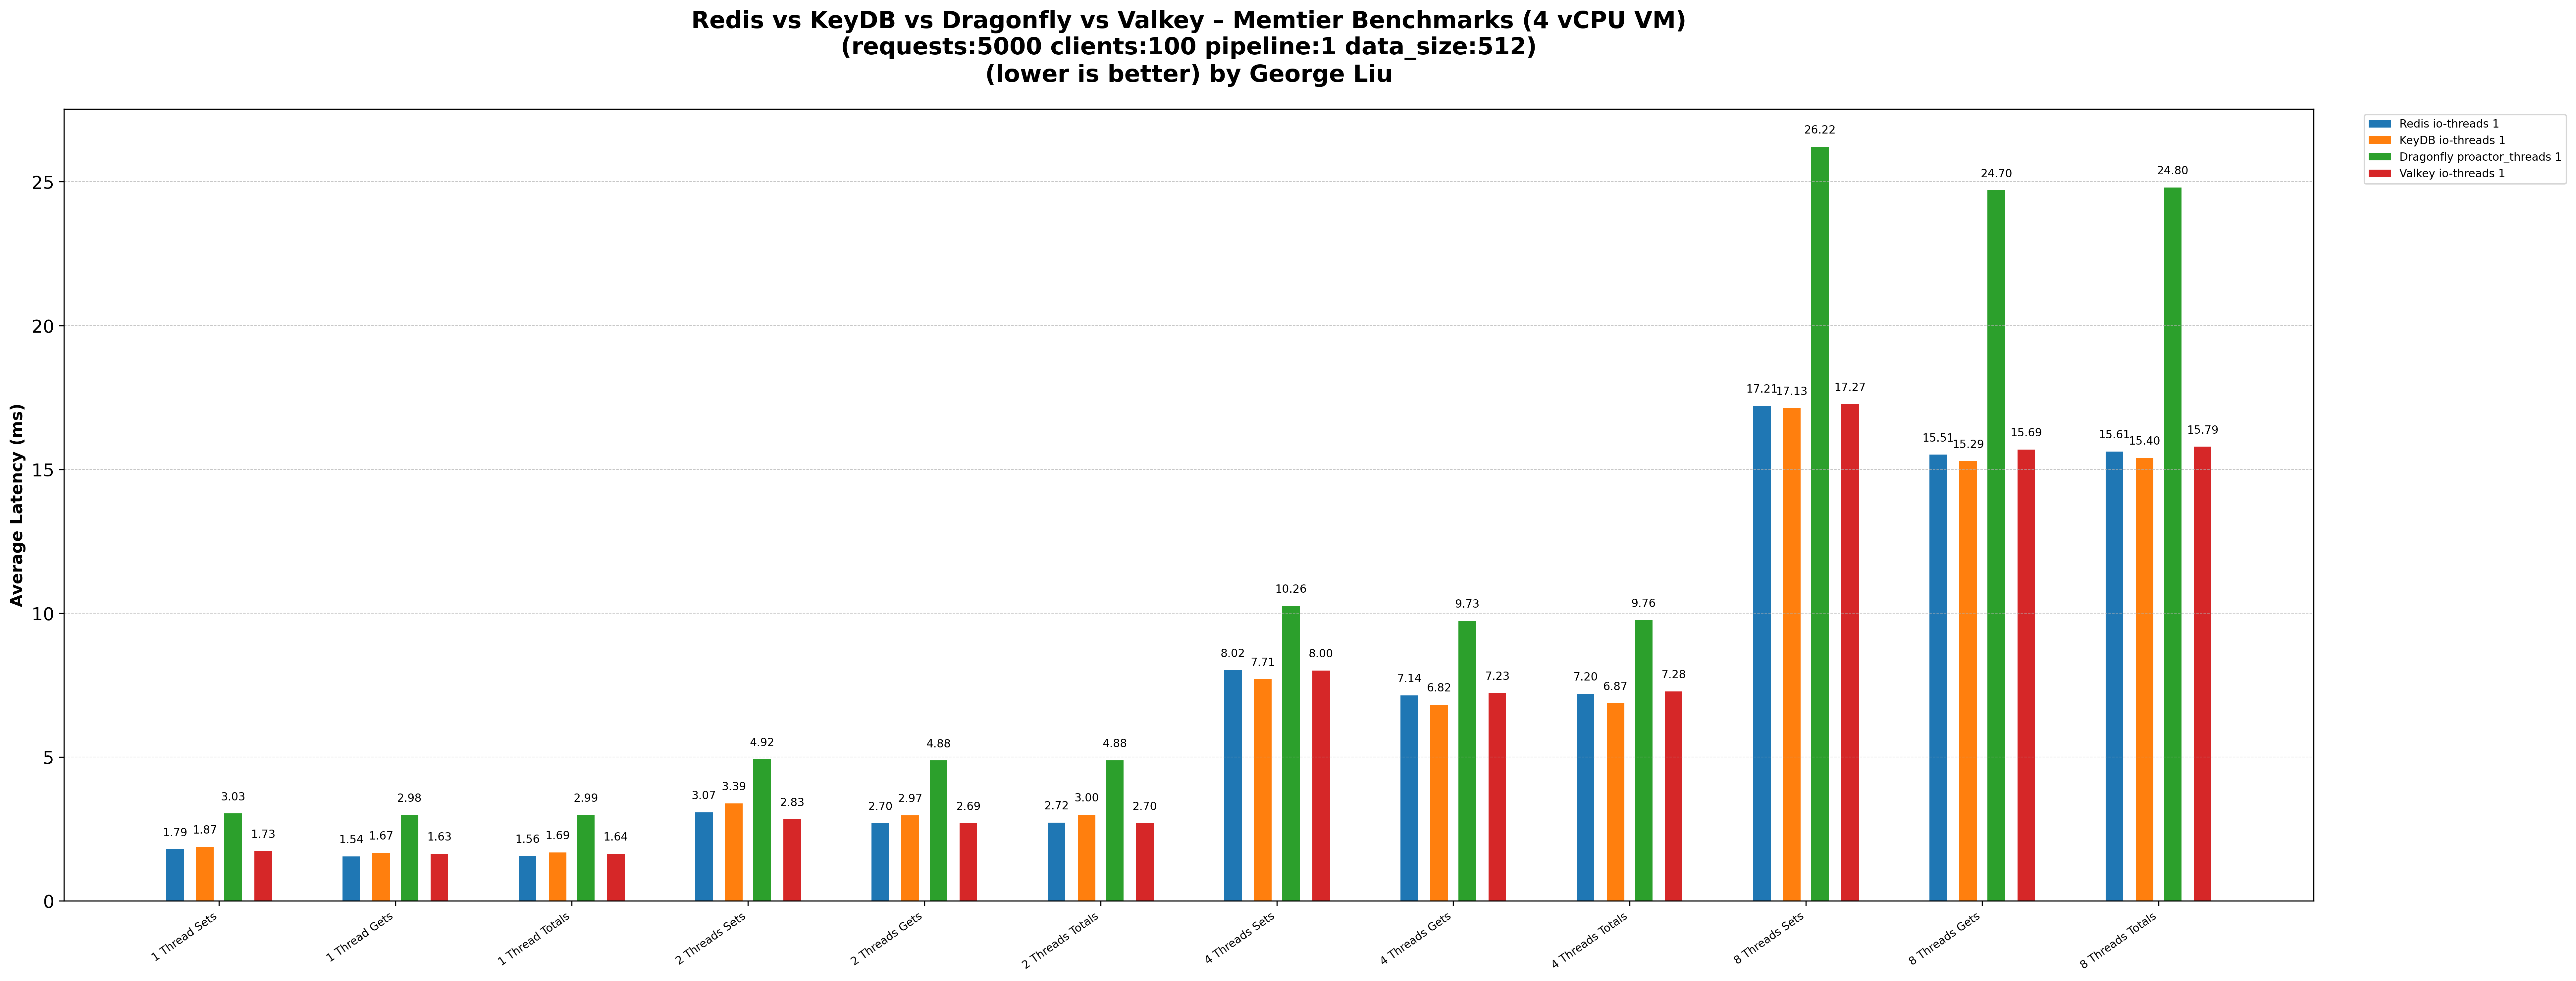 Redis vs KeyDB vs Dragonfly vs Valkey – Memtier Benchmarks (4 vCPU VM)
(requests:5000 clients:100 pipeline:1 data_size:512)
(lower is better) by George Liu
Redis io-threads 1
KeyDB io-threads 1
Dragonfly proactor_threads 1
Valkey io-threads 1
Average Latency (ms)
25
20
15
10
5
0
1.79 1.87 3.03 1.73
1.54 1.67 2.98 1.63
1.56 1.69 2.99 1.64
3.07 3.39 4.92 2.83
2.70 2.97 4.88 2.69
2.72 3.00 4.88 2.70
8.02 7.71 10.26 8.00
7.14 6.82 9.73 7.23
7.20 6.87 9.76 7.28
17.21 17.13 26.22 17.27
15.51 15.29 24.70 15.69
15.61 15.40 24.80 15.79
1 Thread Sets
1 Thread Gets
1 Thread Totals
2 Threads Sets
2 Threads Gets
2 Threads Totals
4 Threads Sets
4 Threads Gets
4 Threads Totals
8 Threads Sets
8 Threads Gets
8 Threads Totals